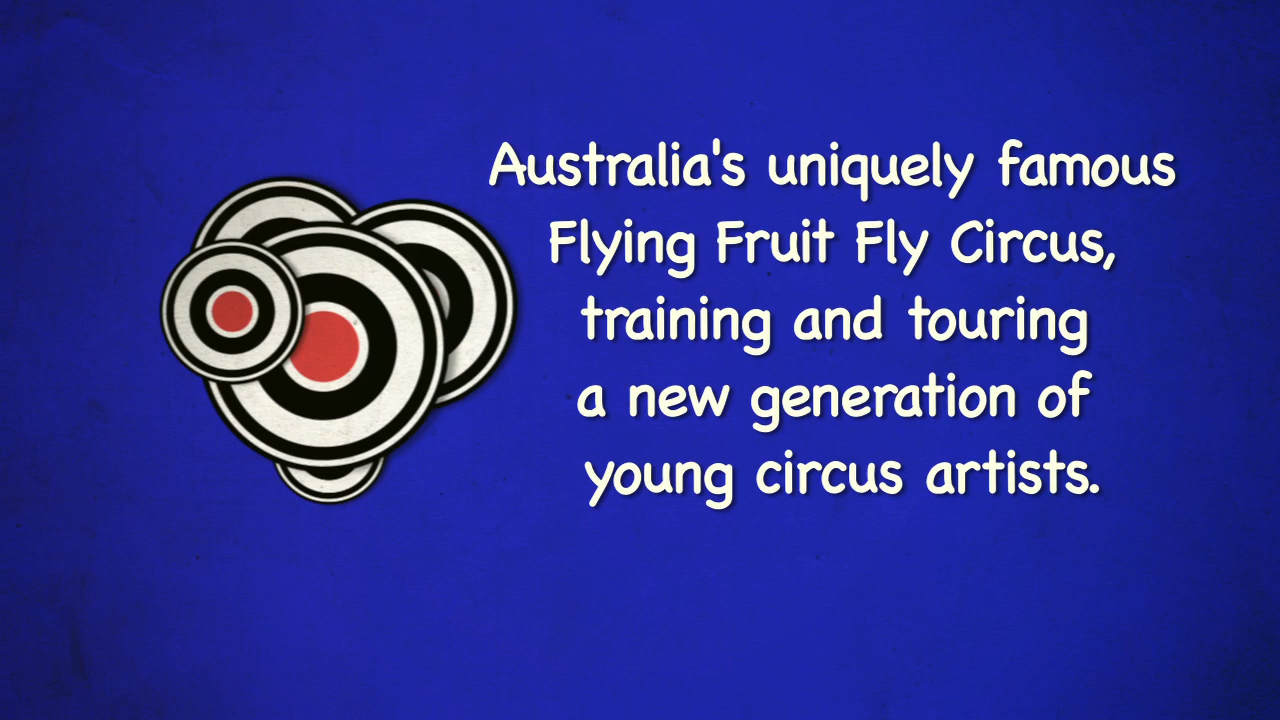 Australia's uniquely famous
Flying Fruit Fly Circus,
training and touring
a new generation of
young circus artists.